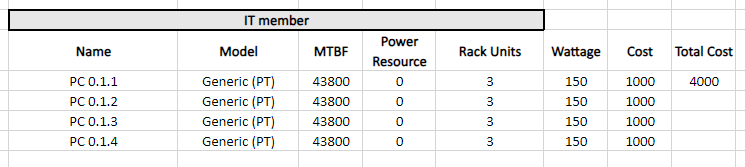 IT member
Name Model MTBF Power Resource Rack Units Wattage Cost Total Cost
PC 0.1.1 Generic (PT) 43800 0 3 150 1000 4000
PC 0.1.2 Generic (PT) 43800 0 3 150 1000
PC 0.1.3 Generic (PT) 43800 0 3 150 1000
PC 0.1.4 Generic (PT) 43800 0 3 150 1000